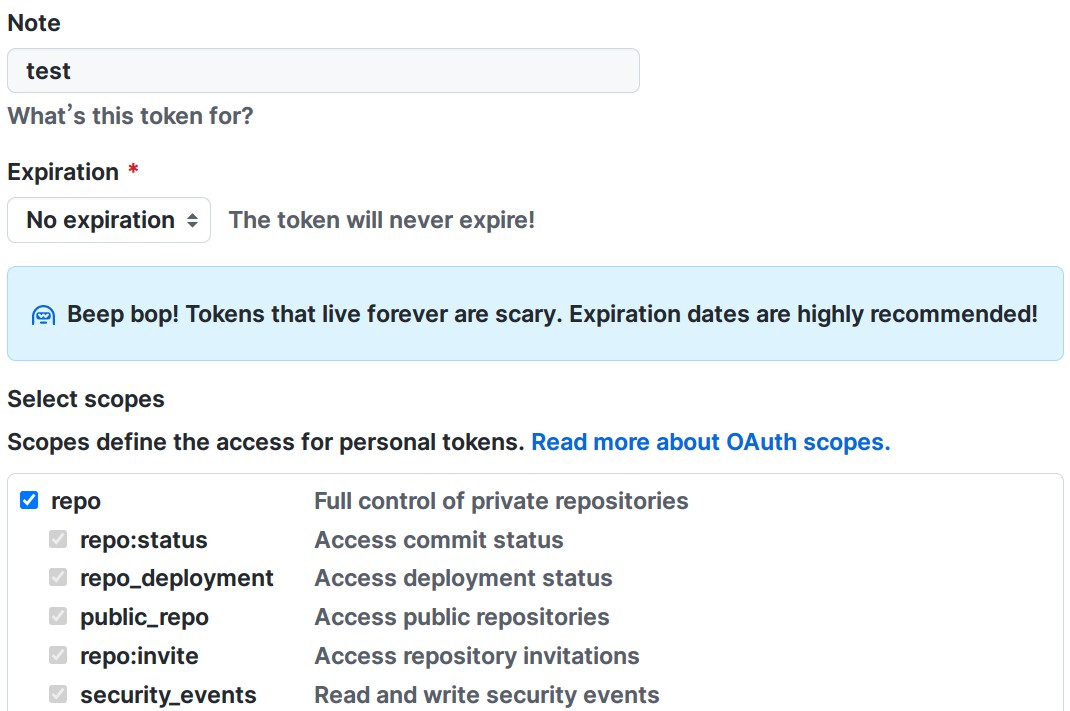 Note
test
What's this token for?
Expiration *
No expiration The token will never expire!
Beep bop! Tokens that live forever are scary. Expiration dates are highly recommended!
Select scopes
Scopes define the access for personal tokens. Read more about OAuth scopes.
repo Full control of private repositories
repo:status Access commit status
repo_deployment Access deployment status
public_repo Access public repositories
repo:invite Access repository invitations
security_events Read and write security events